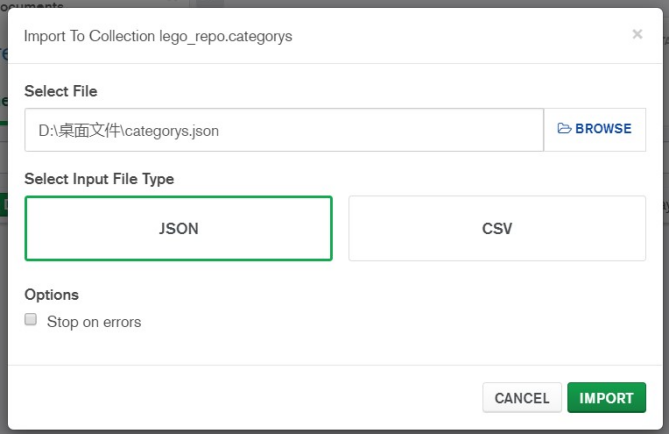 ocuments
Import To Collection lego_repo.categorys
×
Select File
D:\桌面文件\categorys.json
BROWSE
Select Input File Type
JSON
CSV
Options
Stop on errors
CANCEL
IMPORT